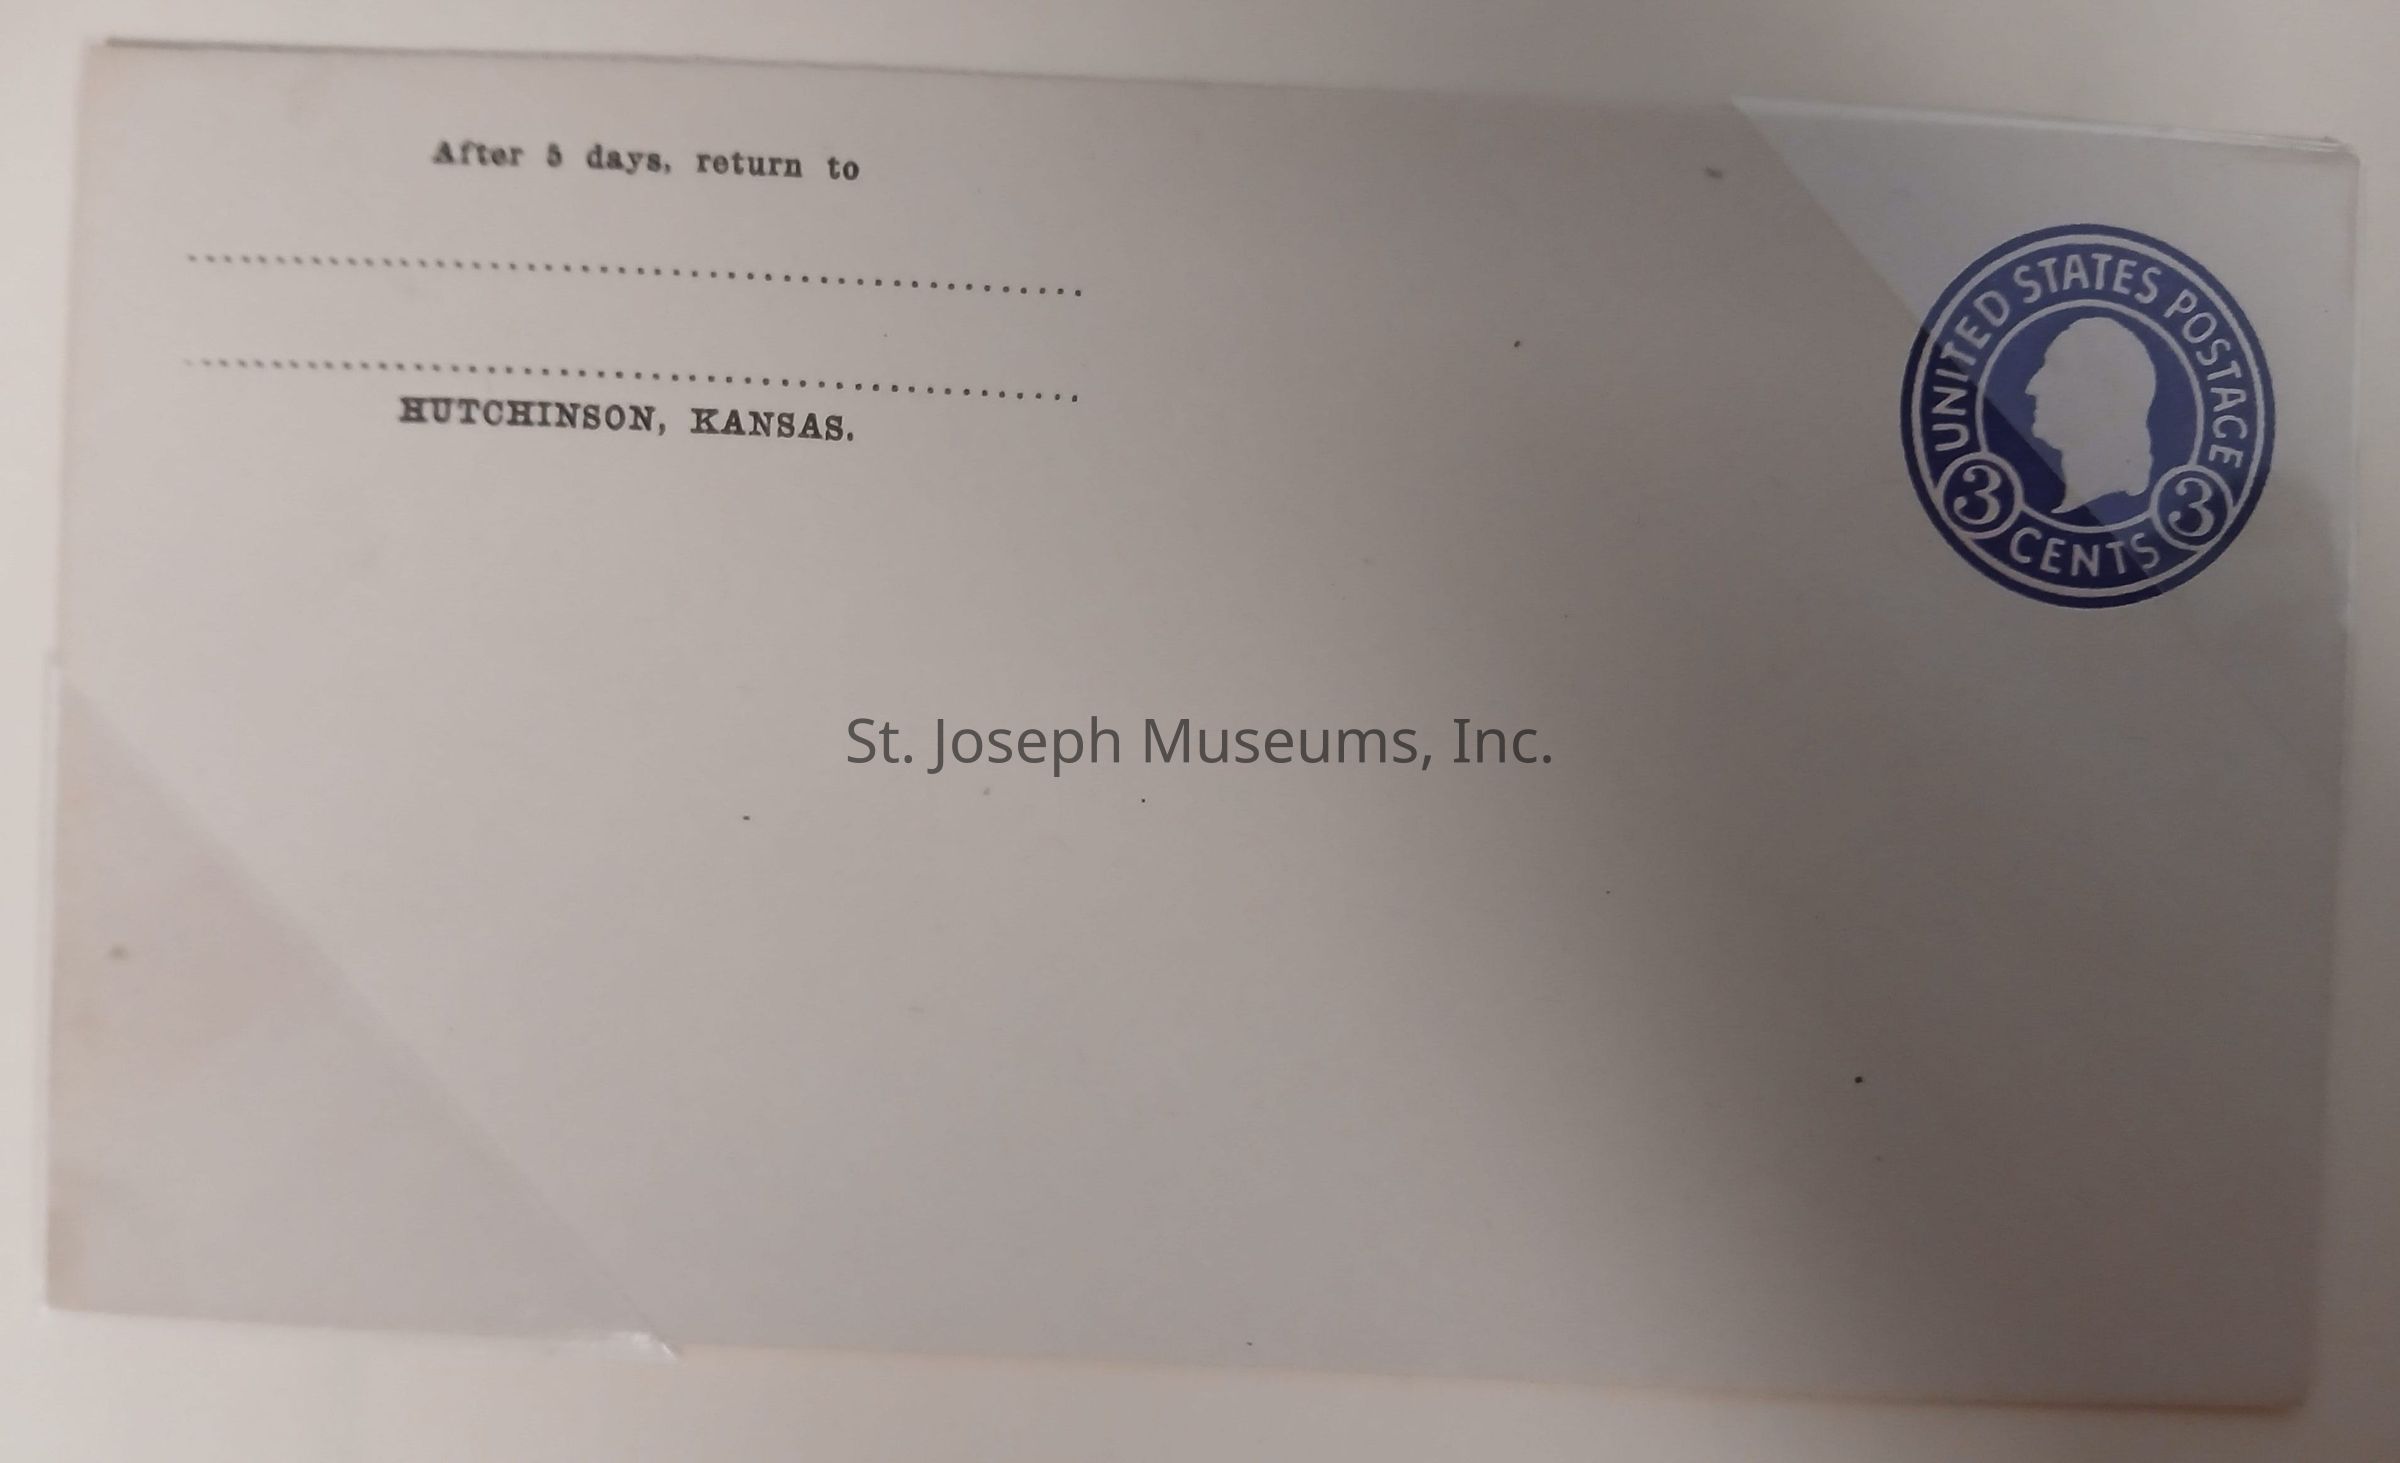 After 5 days, return to
HUTCHINSON, KANSAS.
UNITED STATES POSTAGE
3 CENTS 3
St. Joseph Museums, Inc.